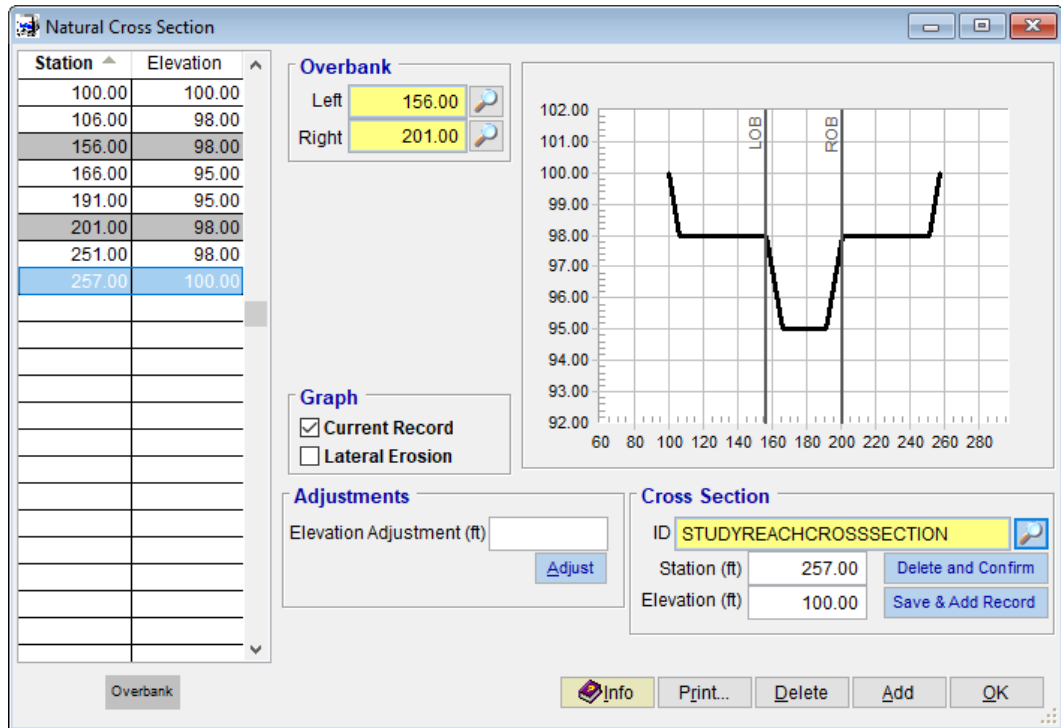 Natural Cross Section
Station Elevation
100.00 100.00
106.00 98.00
156.00 98.00
166.00 95.00
191.00 95.00
201.00 98.00
251.00 98.00
257.00 100.00
Overbank
Overbank
Left 156.00
Right 201.00
Graph
Current Record
Lateral Erosion
102.00
101.00
100.00
99.00
98.00
97.00
96.00
95.00
94.00
93.00
92.00
60 80 100 120 140 160 180 200 220 240 260 280
LOB
ROB
Adjustments
Elevation Adjustment (ft)
Adjust
Cross Section
ID STUDYREACHCROSSSECTION
Station (ft) 257.00 Delete and Confirm
Elevation (ft) 100.00 Save & Add Record
Info Print... Delete Add OK